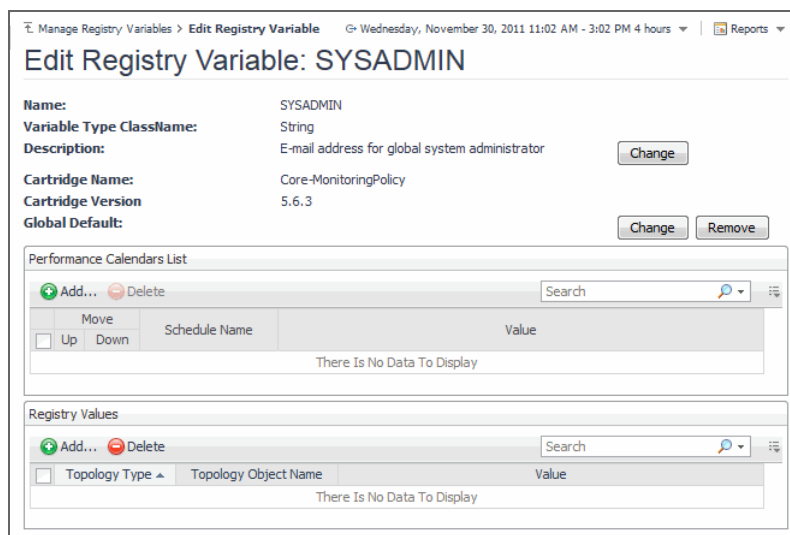 Manage Registry Variables > Edit Registry Variable Wednesday, November 30, 2011 11:02 AM - 3:02 PM 4 hours Reports
Edit Registry Variable: SYSADMIN
Name: SYSADMIN
Variable Type ClassName: String
Description: E-mail address for global system administrator Change
Cartridge Name: Core-MonitoringPolicy
Cartridge Version 5.6.3
Global Default: Change Remove
Performance Calendars List
Add... Delete Search
Move
Up Down Schedule Name Value
There Is No Data To Display
Registry Values
Add... Delete Search
Topology Type Topology Object Name Value
There Is No Data To Display